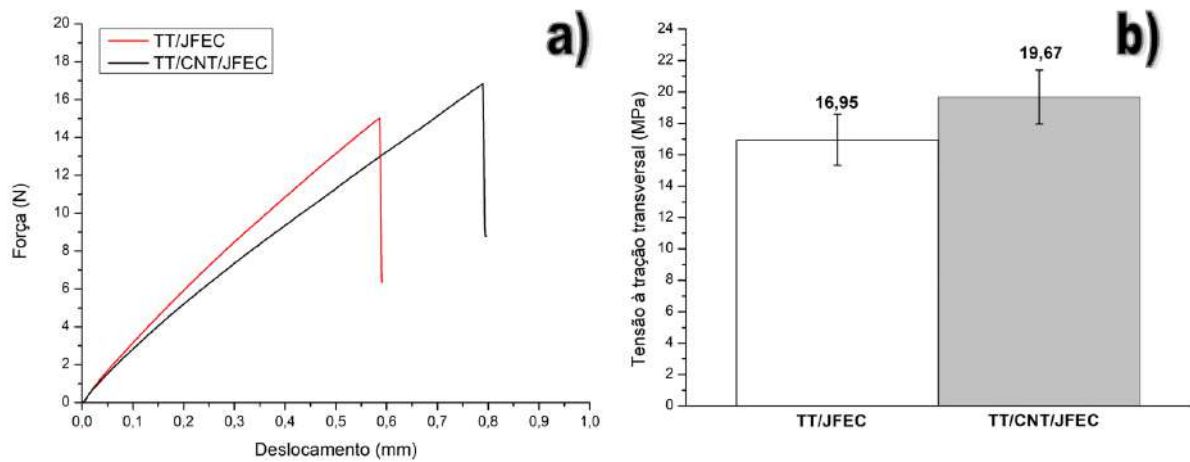 a)
TT/JFEC
TT/CNT/JFEC
Força (N)
20
18
16
14
12
10
8
6
4
2
0
0,0 0,1 0,2 0,3 0,4 0,5 0,6 0,7 0,8 0,9 1,0
Deslocamento (mm)
b)
Tensão à tração transversal (MPa)
24
22
20
18
16
14
12
10
8
6
4
2
0
16,95
19,67
TT/JFEC TT/CNT/JFEC